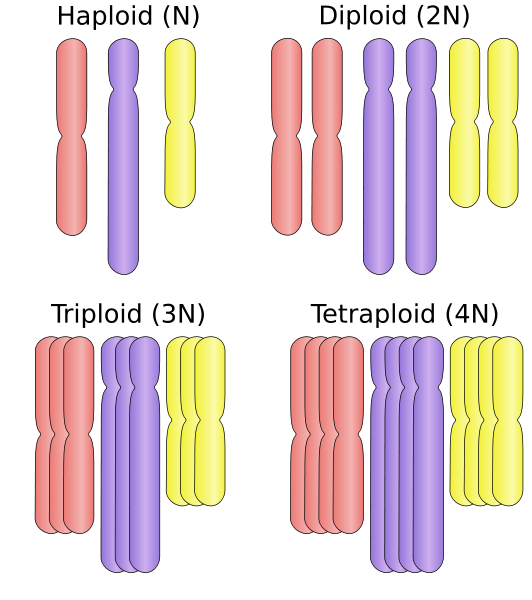 Haploid (N)
Diploid (2N)
Triploid (3N)
Tetraploid (4N)